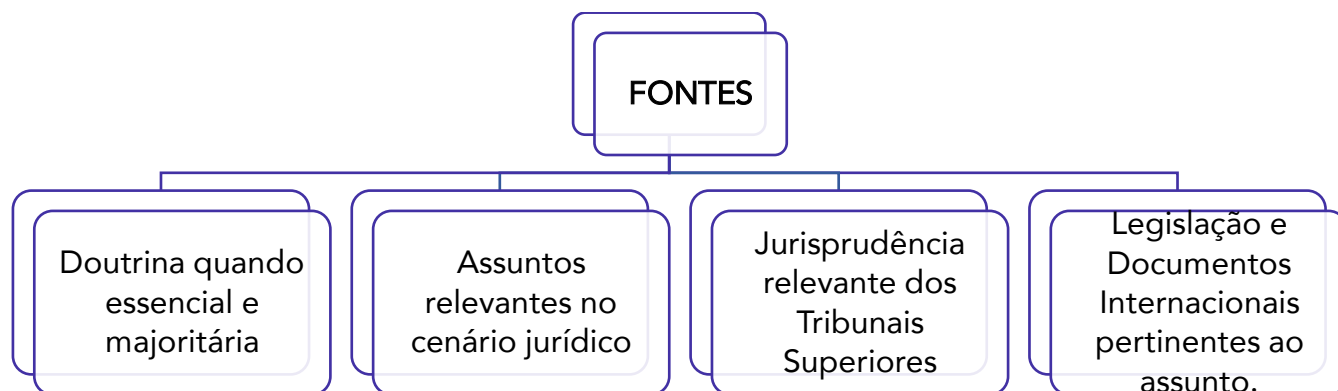 FONTES
Doutrina quando
essencial e
majoritária
Assuntos
relevantes no
cenário jurídico
Jurisprudência
relevante dos
Tribunais
Superiores
Legislação e
Documentos
Internacionais
pertinentes ao
assunto.